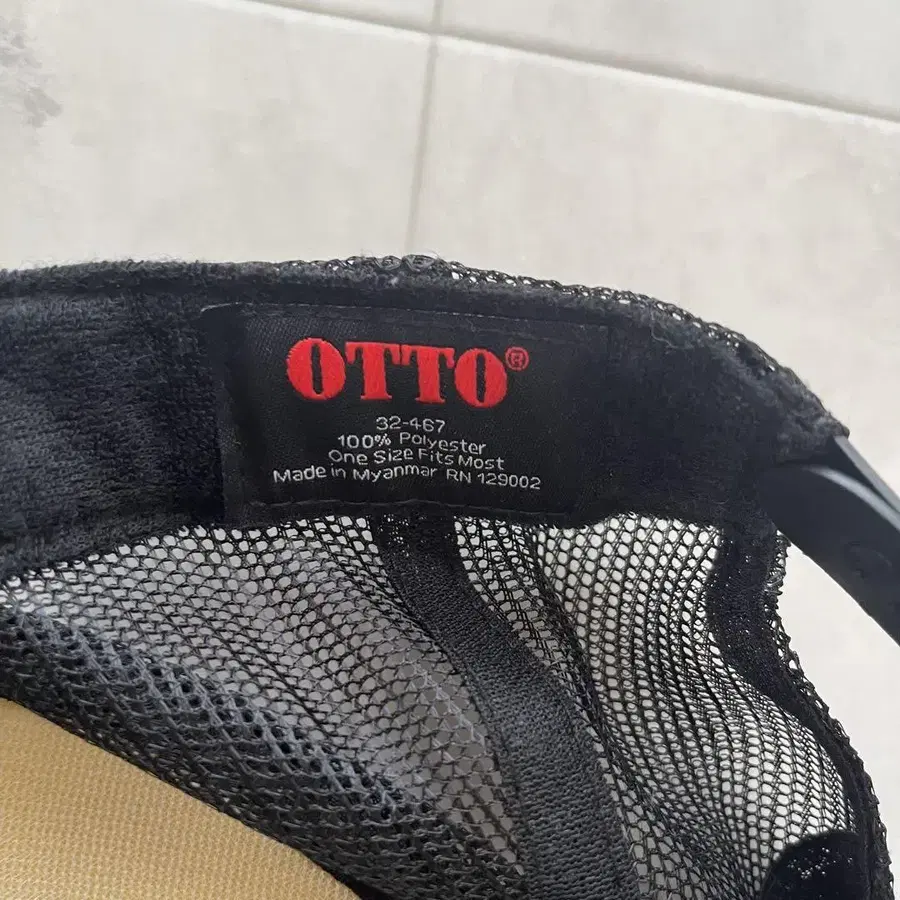 OTTO®
32-467
100% Polyester
One Size Fits Most
Made in Myanmar RN 129002